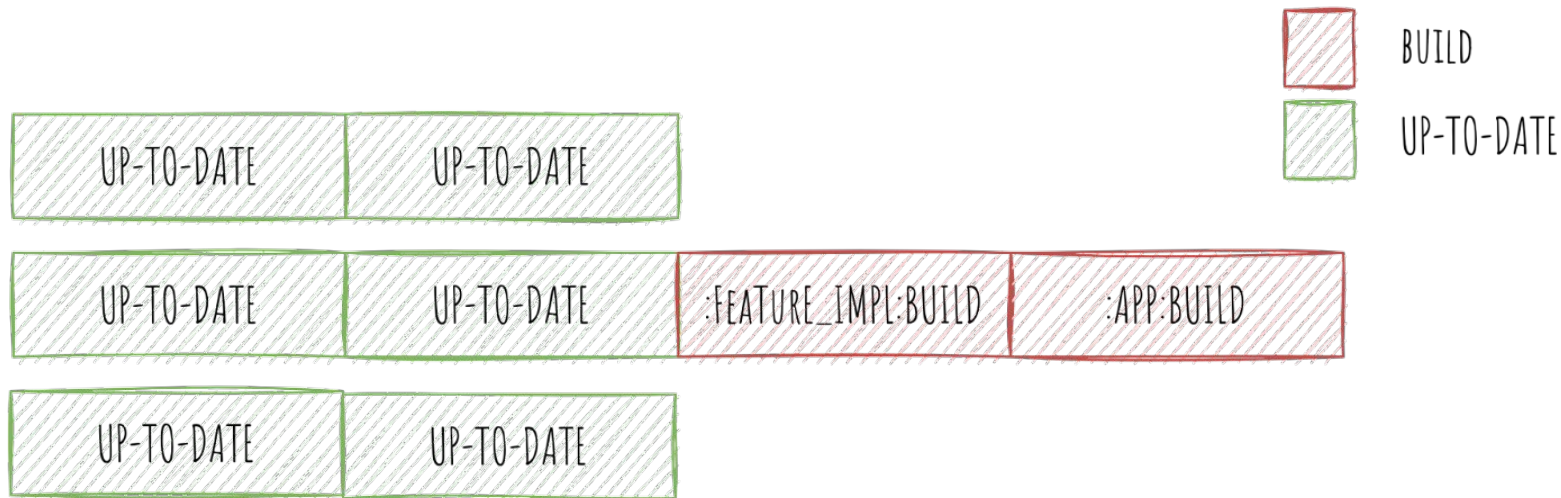 BUILD
UP-TO-DATE
UP-TO-DATE UP-TO-DATE
UP-TO-DATE UP-TO-DATE :FEATURE_IMPL:BUILD :APP:BUILD
UP-TO-DATE UP-TO-DATE